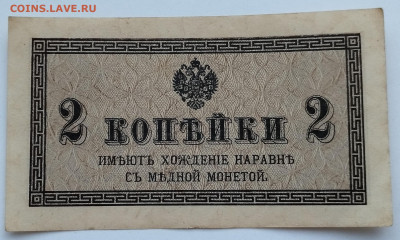 COINS.LAVE.RU
2 КОПѢЙКИ 2
ИМѢЮТЪ ХОЖДЕНІЕ НАРАВНѢ
СЪ МѢДНОЙ МОНЕТОЙ.